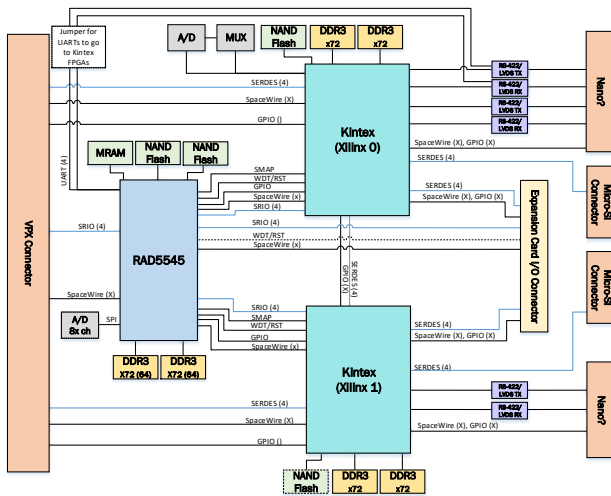 Jumper for
UARTs to go
to Kintex
FPGAs
A/D
MUX
NAND
Flash
DDR3
x72
DDR3
x72
RS-422/
LVDS TX
RS-422/
LVDS RX
RS-422/
LVDS TX
RS-422/
LVDS RX
Nano?
SERDES (4)
SpaceWire (X)
GPIO ()
Kintex
(Xilinx 0)
SpaceWire (X), GPIO (X)
SERDES (4)
Micro-SI
Connector
MRAM
NAND
Flash
NAND
Flash
UART (4)
SMAP
WDT/RST
GPIO
SpaceWire (x)
SRIO (4)
SERDES (4)
SpaceWire (X), GPIO (X)
VPX Connector
SRIO (4)
RAD5545
SRIO (4)
WDT/RST
SpaceWire (x)
GPIO (X)
SERDES (4)
Expansion Card
I/O Connector
Micro-SI
Connector
SpaceWire (X)
A/D
8x ch
SPI
SRIO (4)
SMAP
WDT/RST
GPIO
SpaceWire (x)
DDR3
X72 (64)
DDR3
X72 (64)
Kintex
(Xilinx 1)
SERDES (4)
SpaceWire (X), GPIO (X)
SERDES (4)
RS-422/
LVDS TX
RS-422/
LVDS RX
Nano?
SERDES (4)
SpaceWire (X)
GPIO ()
SpaceWire (X), GPIO (X)
NAND
Flash
DDR3
x72
DDR3
x72